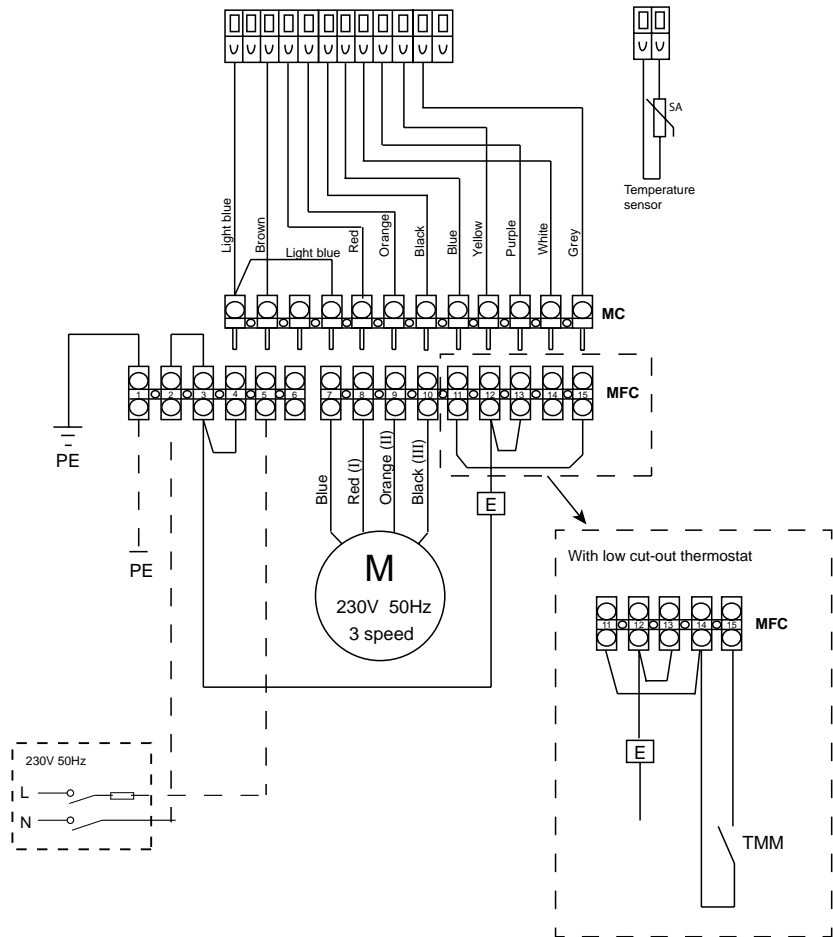 SA
Temperature
sensor
Light blue
Brown
Light blue
Red
Orange
Black
Blue
Yellow
Purple
White
Grey
MC
1 2 3 4 5 6 7 8 9 10 11 12 13 14 15
MFC
PE
PE
Blue
Red (I)
Orange (II)
Black (III)
E
M
230V 50Hz
3 speed
With low cut-out thermostat
11 12 13 14 15
MFC
E
TMM
230V 50Hz
L
N